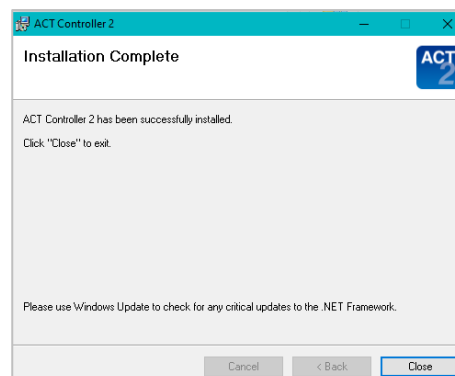 ACT Controller 2
Installation Complete
ACT
2
ACT Controller 2 has been successfully installed.
Click "Close" to exit.
Please use Windows Update to check for any critical updates to the .NET Framework.
Cancel
< Back
Close